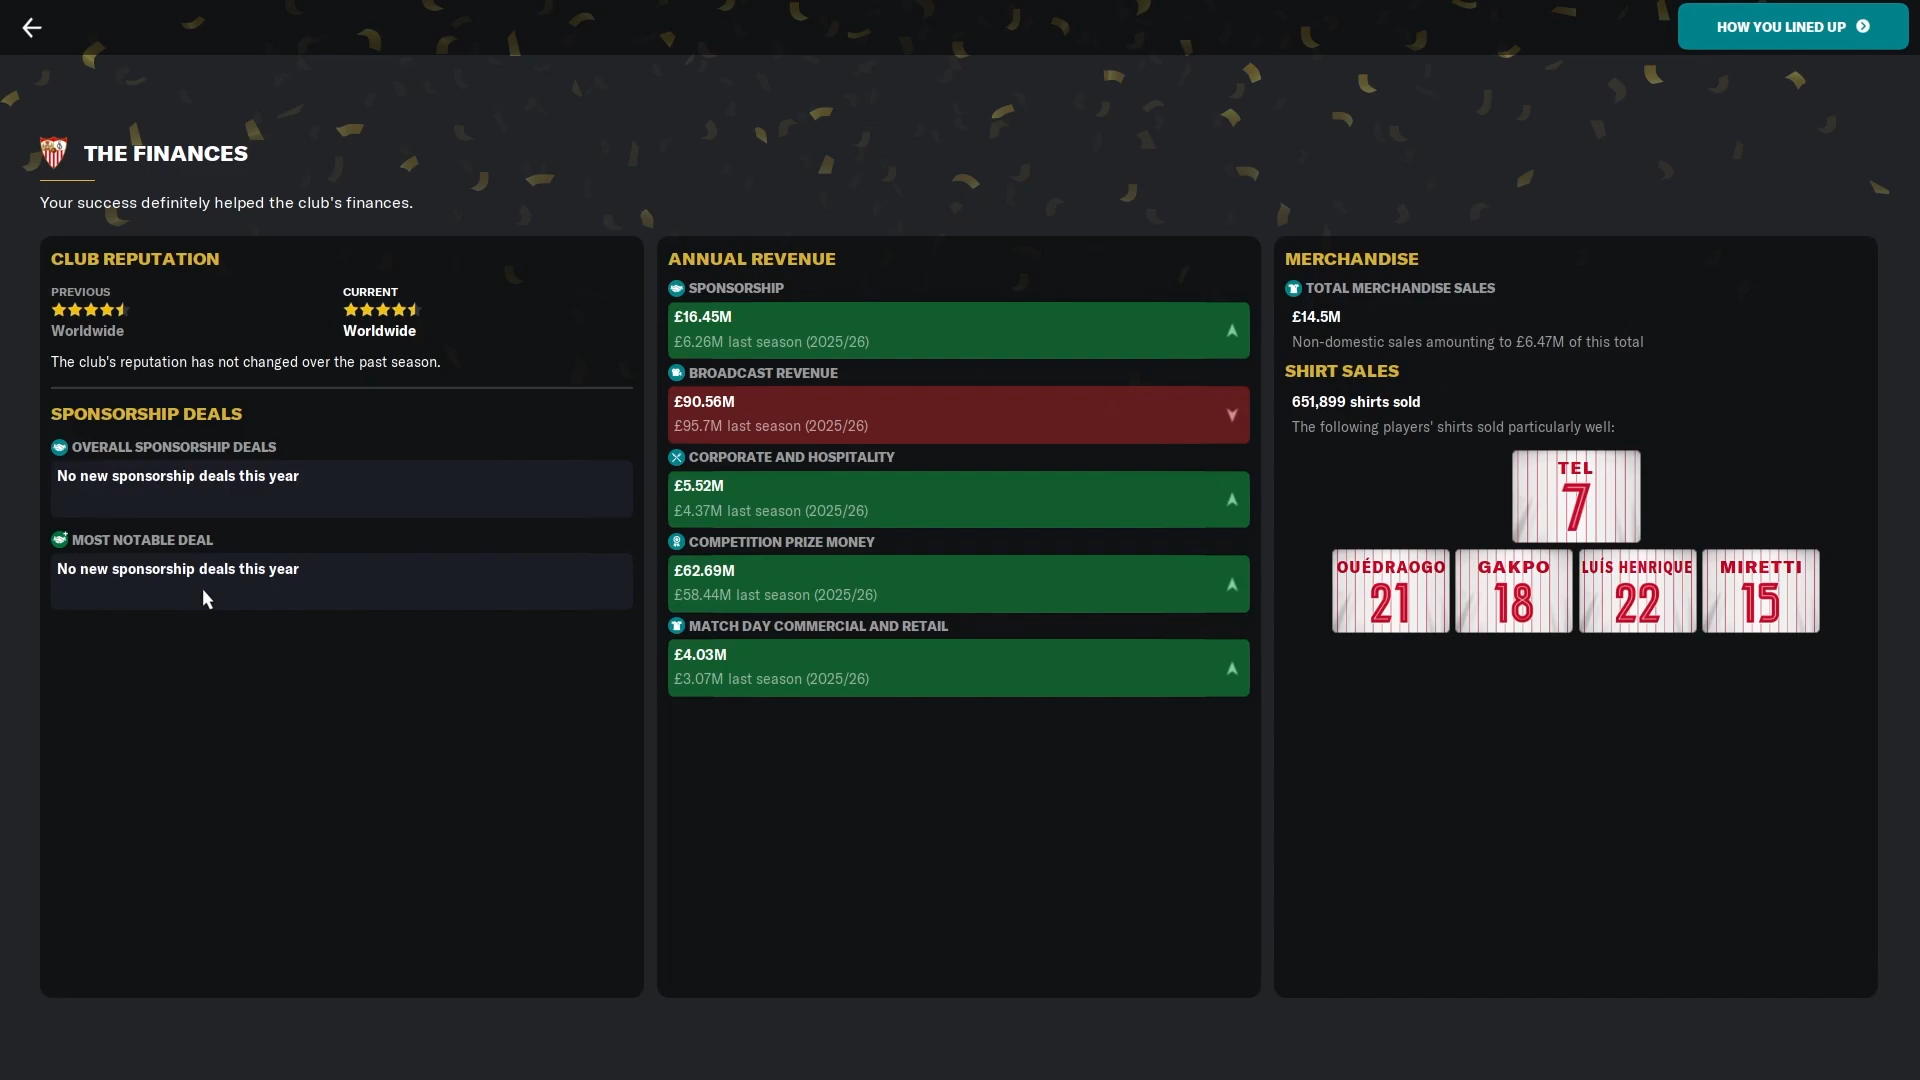 HOW YOU LINED UP
THE FINANCES
Your success definitely helped the club's finances.
CLUB REPUTATION
PREVIOUS
CURRENT
Worldwide
Worldwide
The club's reputation has not changed over the past season.
SPONSORSHIP DEALS
OVERALL SPONSORSHIP DEALS
No new sponsorship deals this year
MOST NOTABLE DEAL
No new sponsorship deals this year
ANNUAL REVENUE
SPONSORSHIP
£16.45M
£6.26M last season (2025/26)
BROADCAST REVENUE
£90.56M
£95.7M last season (2025/26)
CORPORATE AND HOSPITALITY
£5.52M
£4.37M last season (2025/26)
COMPETITION PRIZE MONEY
£62.69M
£58.44M last season (2025/26)
MATCH DAY COMMERCIAL AND RETAIL
£4.03M
£3.07M last season (2025/26)
MERCHANDISE
TOTAL MERCHANDISE SALES
£14.5M
Non-domestic sales amounting to £6.47M of this total
SHIRT SALES
651,899 shirts sold
The following players' shirts sold particularly well:
TEL
7
OUÉDRAOGO
21
GAKPO
18
LUÍS HENRIQUE
22
MIRETTI
15